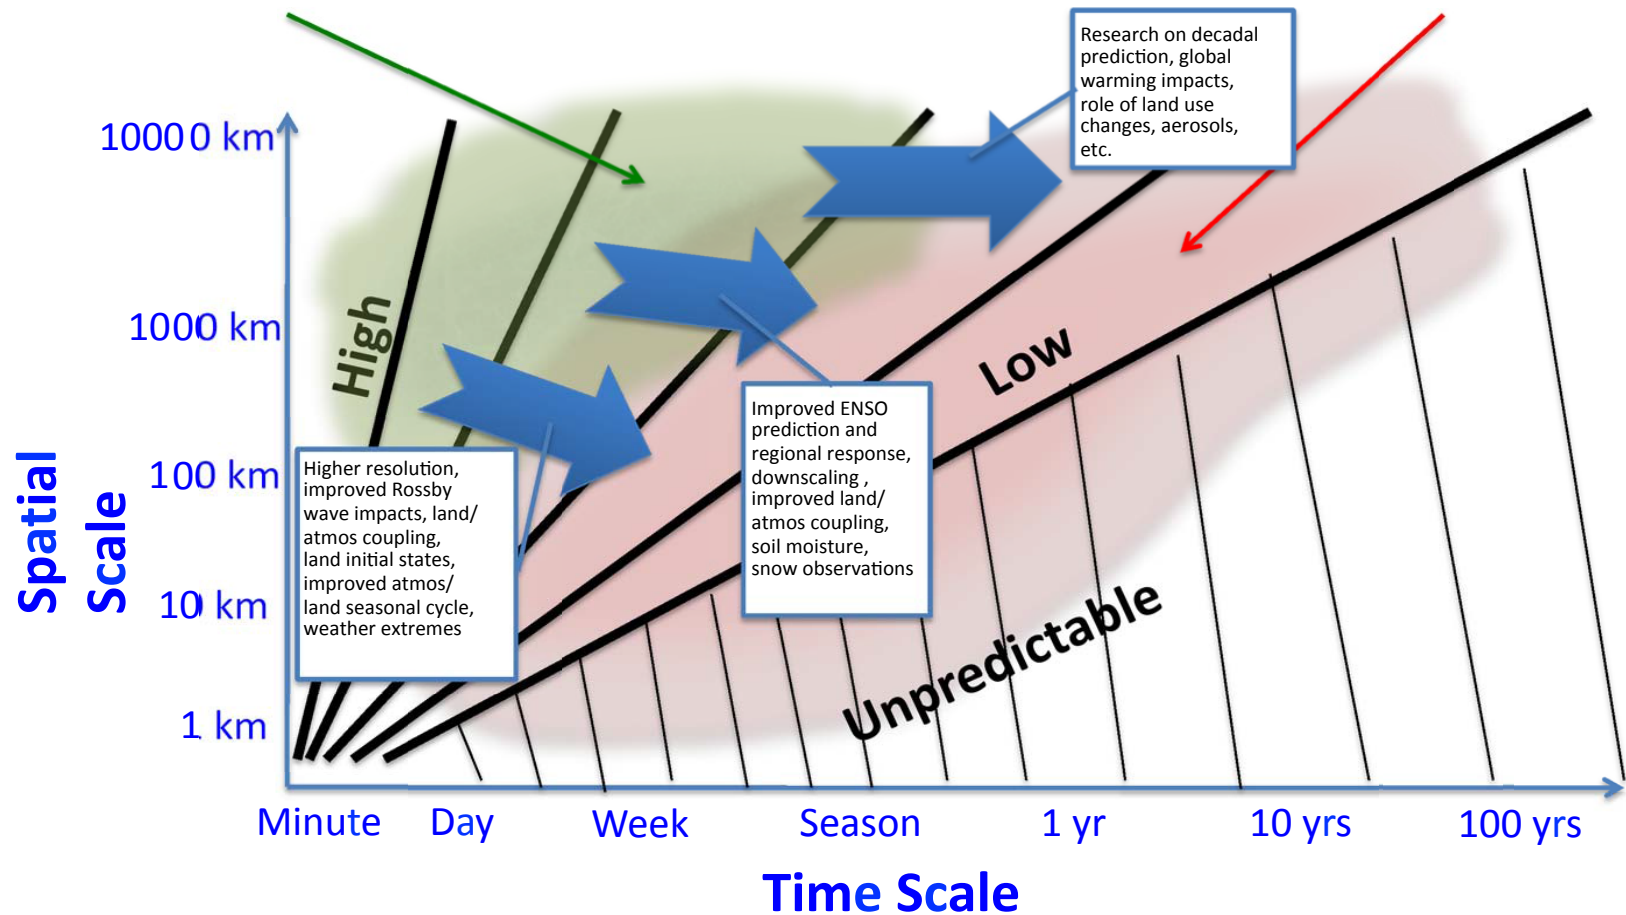 Research on decadal
prediction, global
warming impacts,
role of land use
changes, aerosols,
etc.
10000 km
1000 km
100 km
10 km
1 km
Spatial
Scale
High
Low
Unpredictable
Higher resolution,
improved Rossby
wave impacts, land/
atmos coupling,
land initial states,
improved atmos/
land seasonal cycle,
weather extremes
Improved ENSO
prediction and
regional response,
downscaling ,
improved land/
atmos coupling,
soil moisture,
snow observations
Minute Day Week Season 1 yr 10 yrs 100 yrs
Time Scale